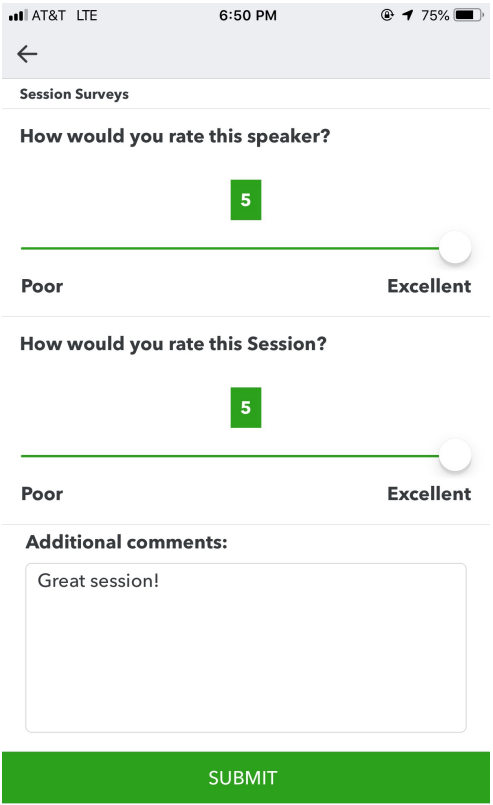 AT&T LTE 6:50 PM 75%
Session Surveys
How would you rate this speaker?
5
Poor Excellent
How would you rate this Session?
5
Poor Excellent
Additional comments:
Great session!
SUBMIT